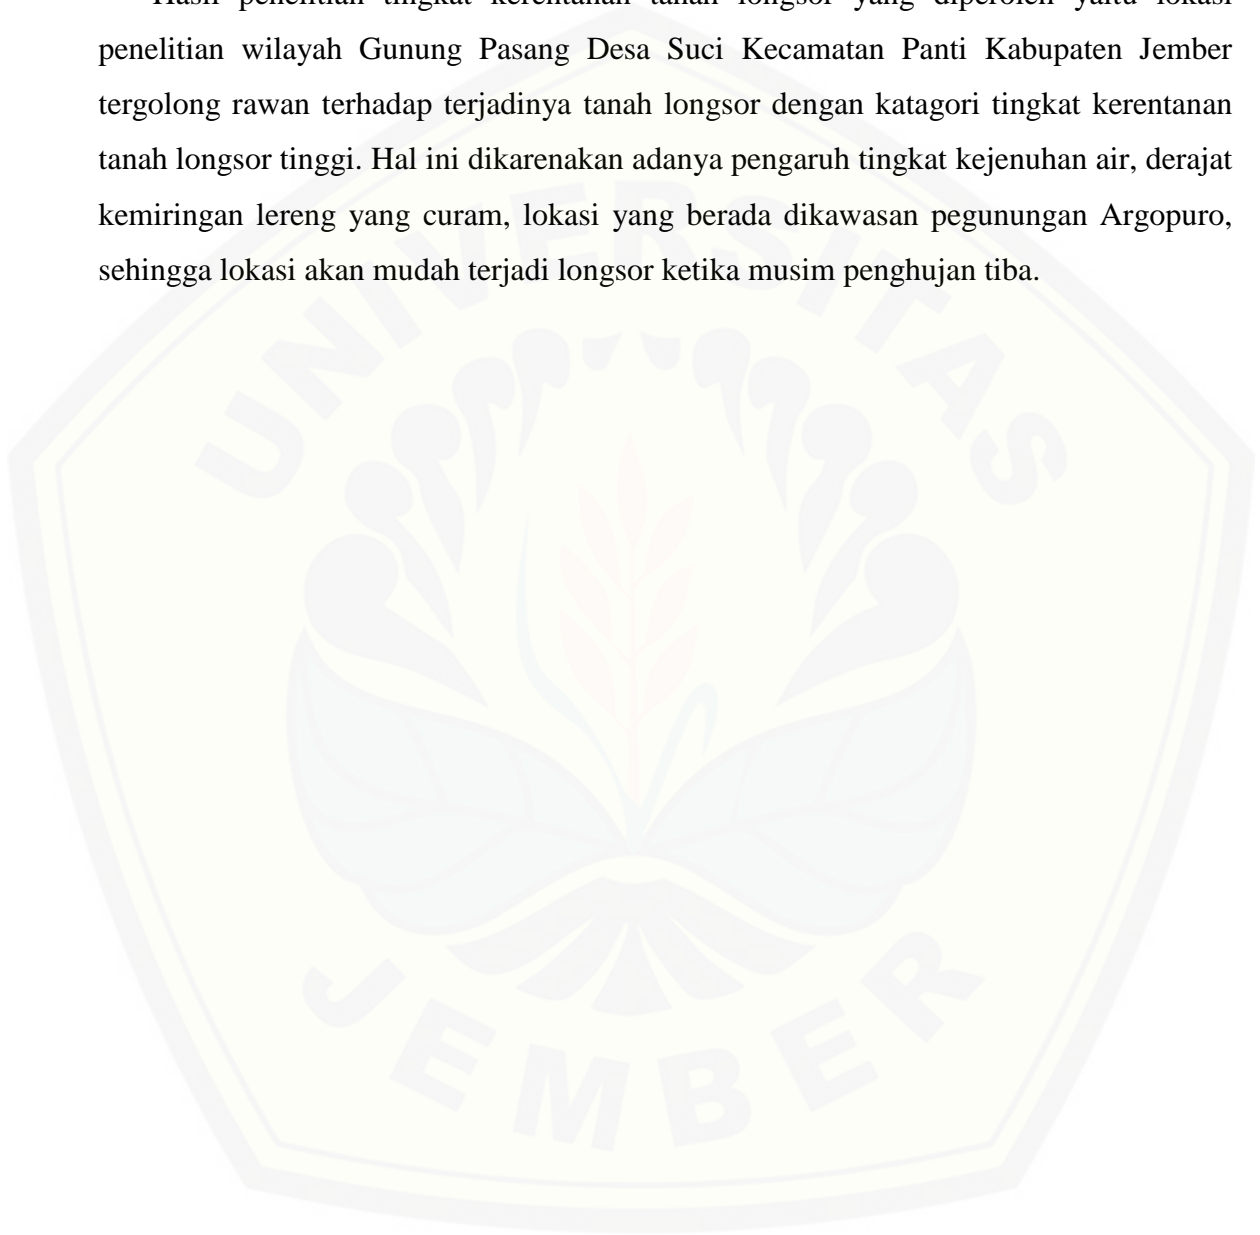 Hasil penelitian tingkat kerentanan tanah longsor yang diperoleh yaitu lokasi
penelitian wilayah Gunung Pasang Desa Suci Kecamatan Panti Kabupaten Jember
tergolong rawan terhadap terjadinya tanah longsor dengan katagori tingkat kerentanan
tanah longsor tinggi. Hal ini dikarenakan adanya pengaruh tingkat kejenuhan air, derajat
kemiringan lereng yang curam, lokasi yang berada dikawasan pegunungan Argopuro,
sehingga lokasi akan mudah terjadi longsor ketika musim penghujan tiba.
UNIVERSITAS
JEMBER